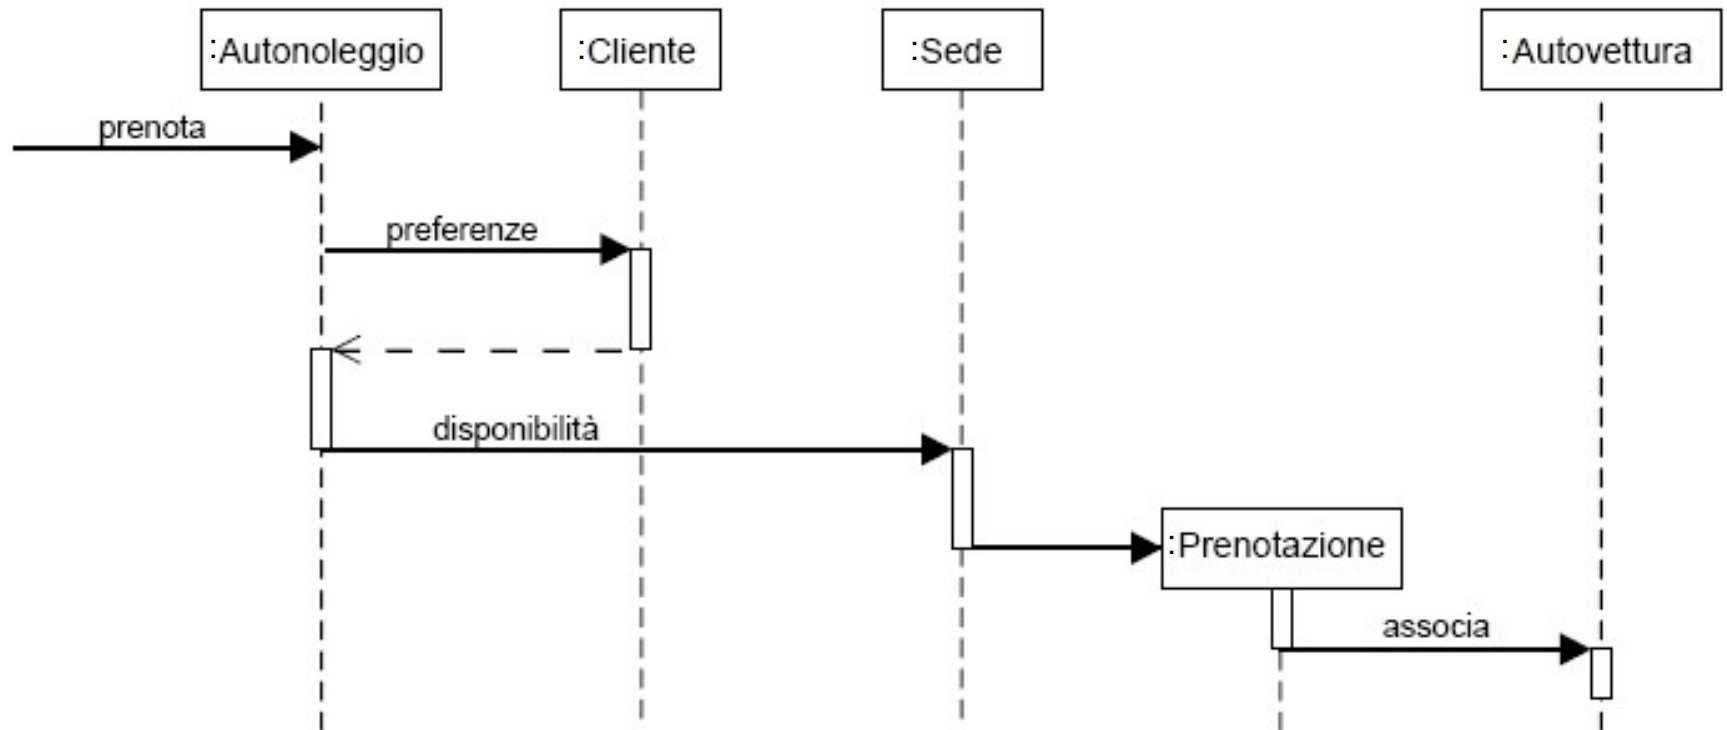 :Autonoleggio
:Cliente
:Sede
:Autovettura
prenota
preferenze
disponibilità
:Prenotazione
associa